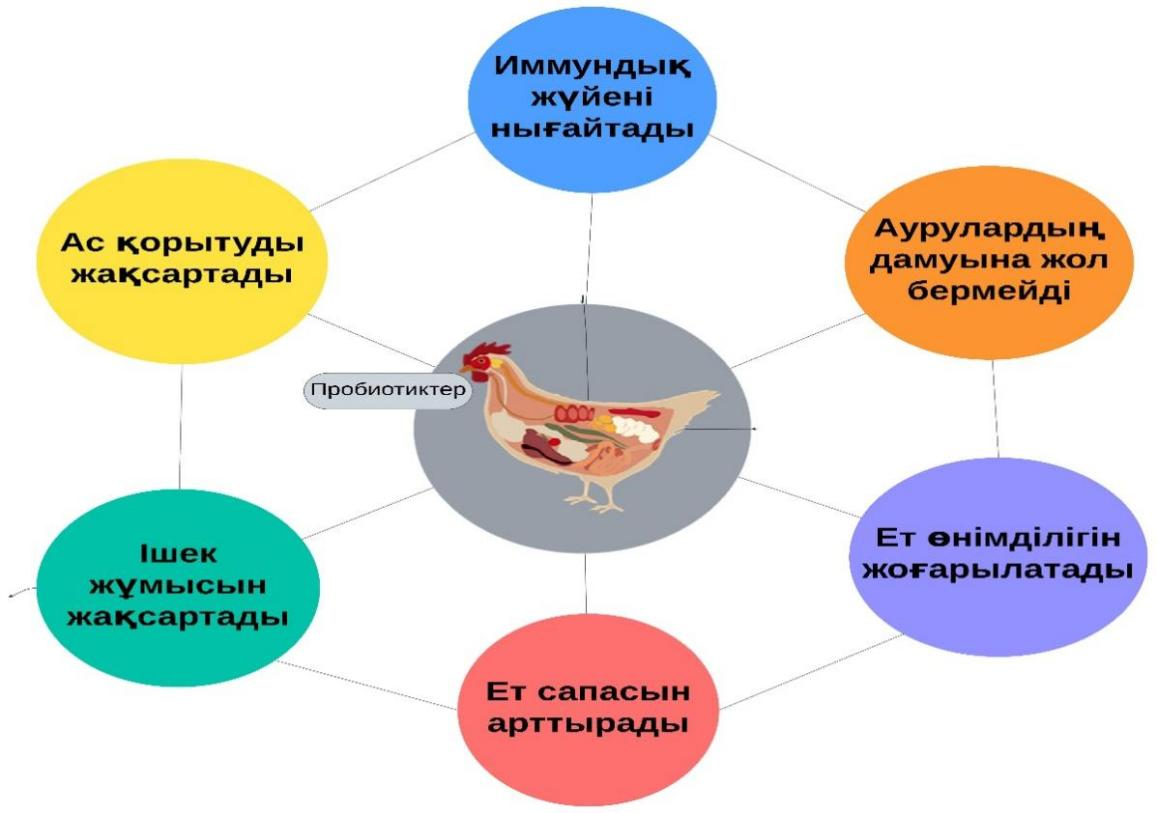 Иммундық
жүйені
нығайтады
Ас қорытуды
жақсартады
Аурулардың
дамуына жол
бермейді
Пробиотиктер
Ішек
жұмысын
жақсартады
Ет өнімділігін
жоғарылатады
Ет сапасын
арттырады